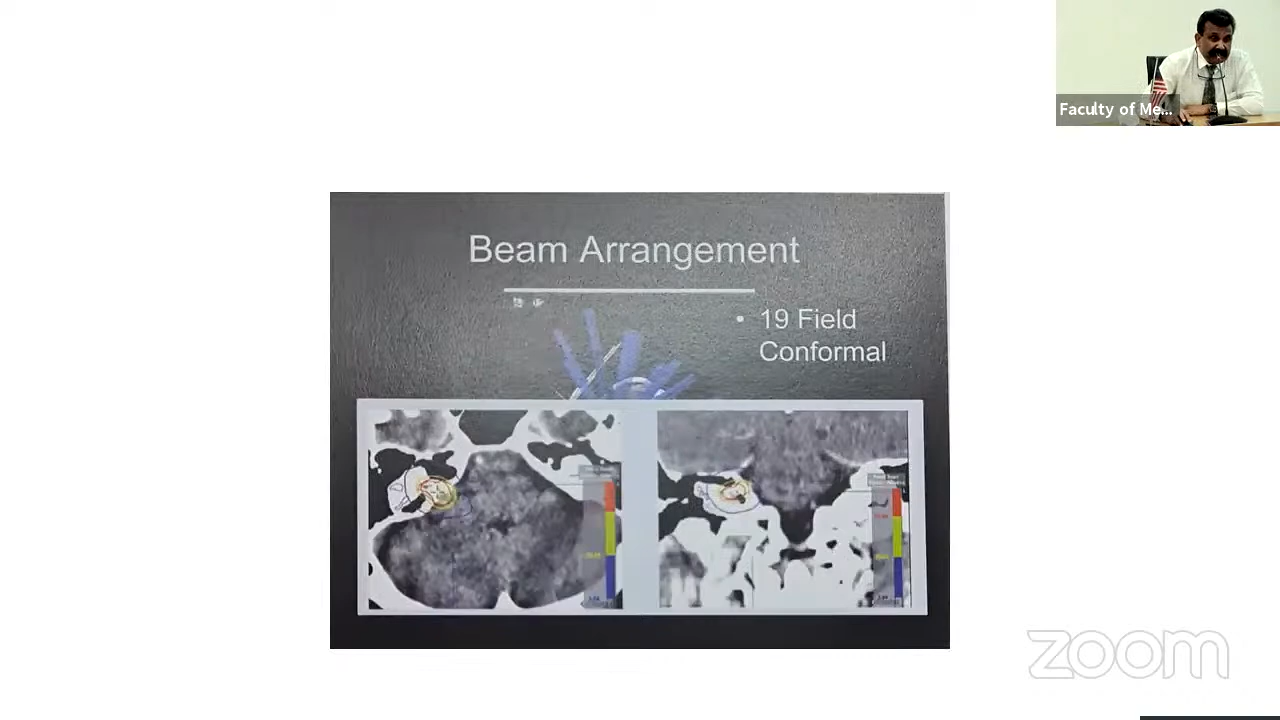 Faculty of Me...
Beam Arrangement
• 19 Field
Conformal
zoom